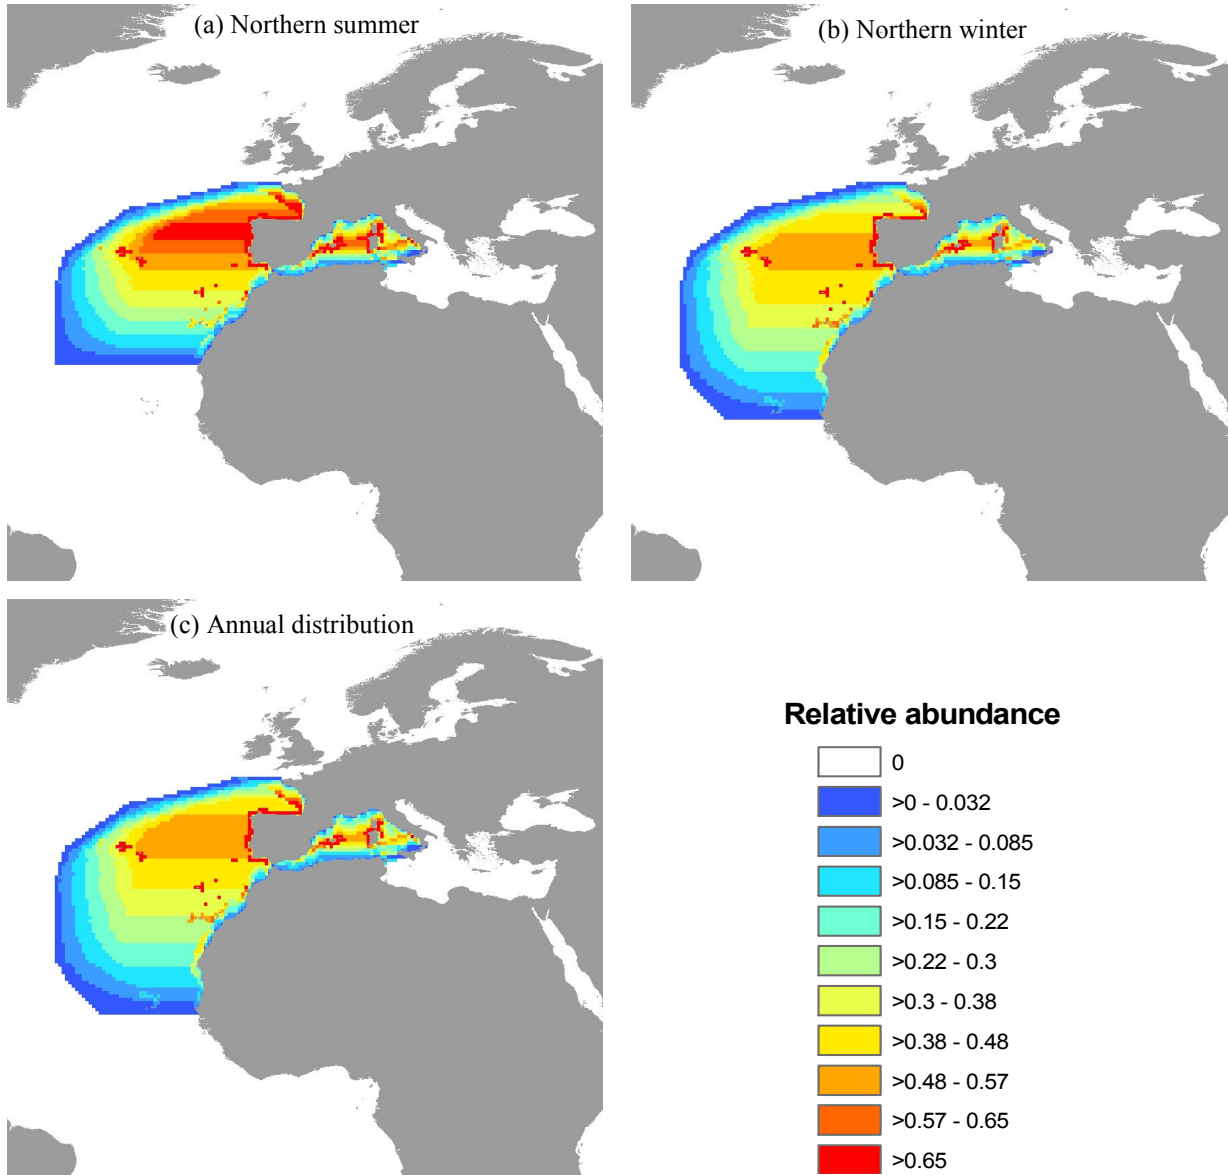 (a) Northern summer
(b) Northern winter
(c) Annual distribution
Relative abundance
0
>0 - 0.032
>0.032 - 0.085
>0.085 - 0.15
>0.15 - 0.22
>0.22 - 0.3
>0.3 - 0.38
>0.38 - 0.48
>0.48 - 0.57
>0.57 - 0.65
>0.65